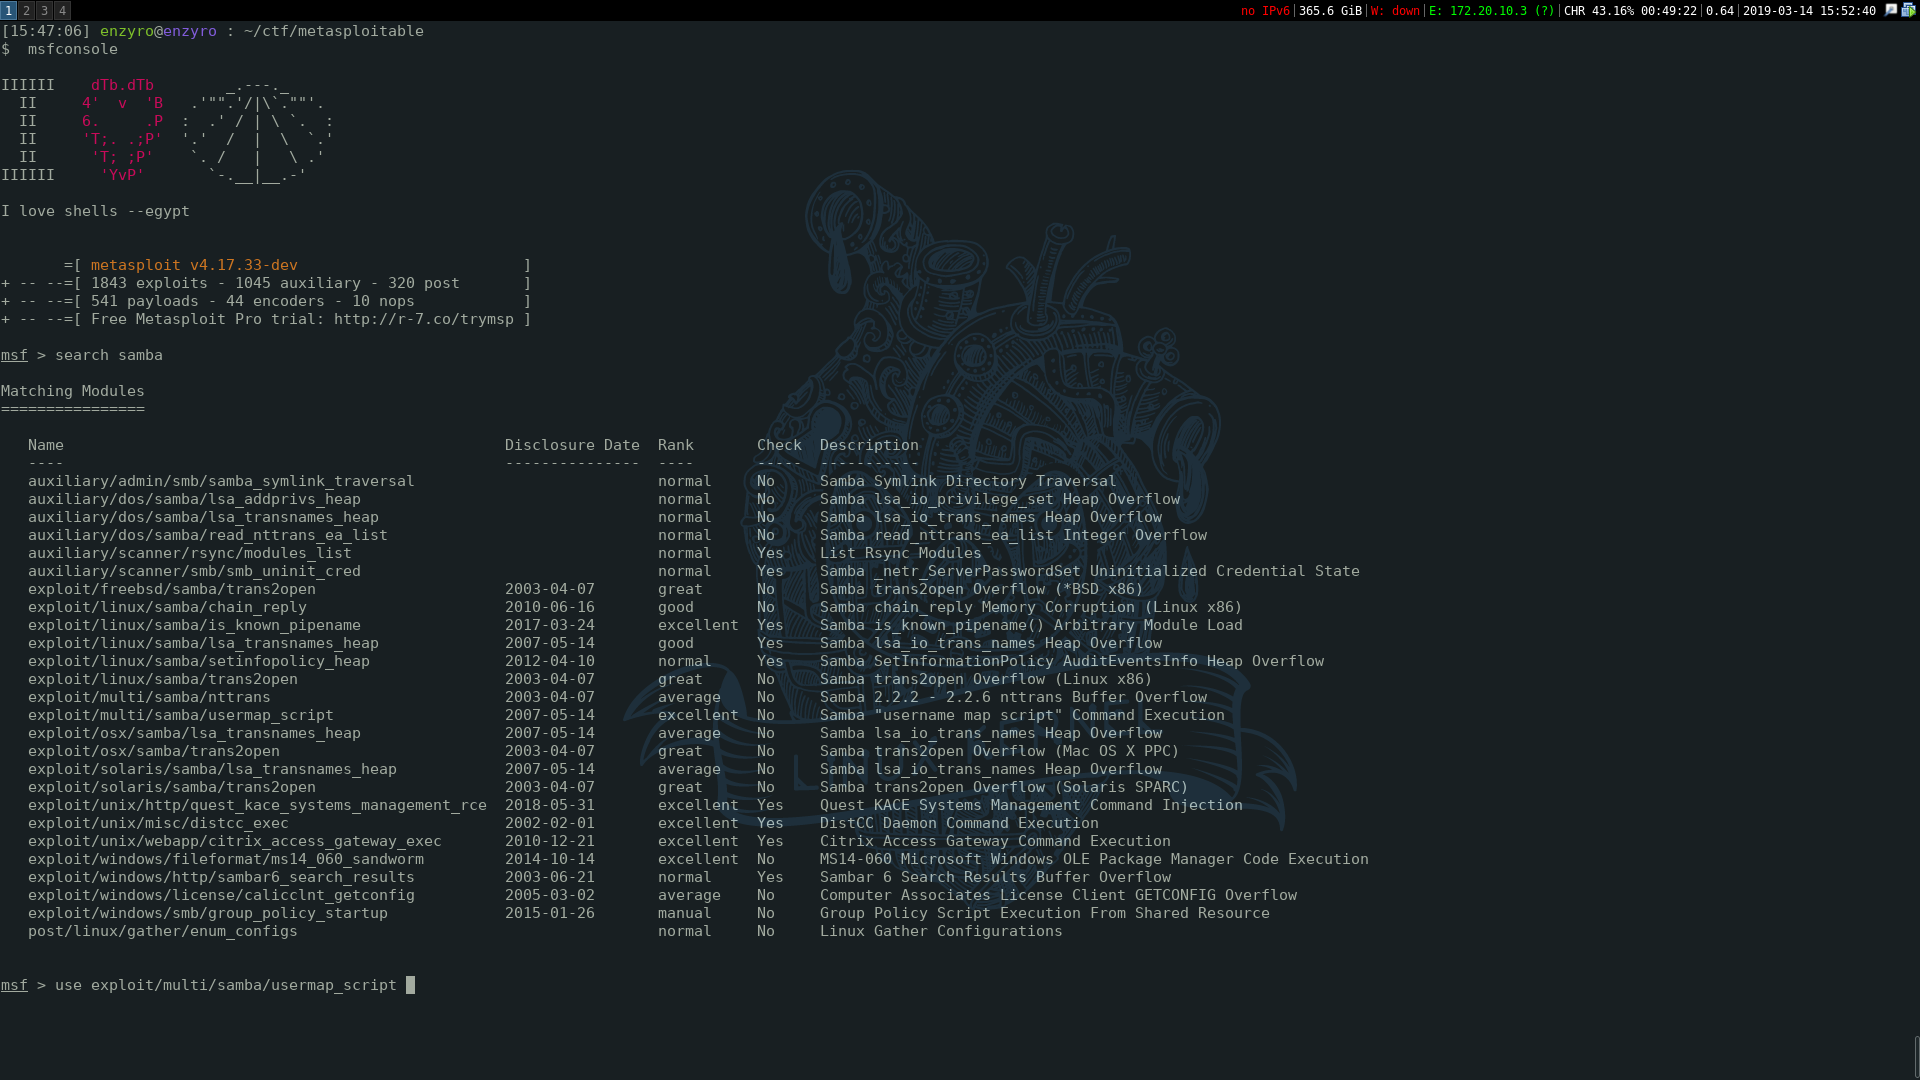 1 2 3 4 no IPv6|365.6 GiB|W: down|E: 172.20.10.3 (?)|CHR 43.16% 00:49:22|0.64|2019-03-14 15:52:40
[15:47:06] enzyro@enzyro : ~/ctf/metasploitable
$  msfconsole
IIIIII    dTb.dTb        _.---._
  II     4'  v  'B   .'"".'/|\`.""'.
  II     6.     .P  :  .' / | \ `.  :
  II     'T;. .;P'  '.'  /  |  \  `.'
  II      'T; ;P'    `. /   |   \ .'
IIIIII     'YvP'       `-.__|__.-'
I love shells --egypt
       =[ metasploit v4.17.33-dev                         ]
+ -- --=[ 1843 exploits - 1045 auxiliary - 320 post       ]
+ -- --=[ 541 payloads - 44 encoders - 10 nops            ]
+ -- --=[ Free Metasploit Pro trial: http://r-7.co/trymsp ]
msf > search samba
Matching Modules
================
   Name                                                 Disclosure Date  Rank       Check  Description
   ----                                                 ---------------  ----       -----  -----------
   auxiliary/admin/smb/samba_symlink_traversal                           normal     No     Samba Symlink Directory Traversal
   auxiliary/dos/samba/lsa_addprivs_heap                                 normal     No     Samba lsa_io_privilege_set Heap Overflow
   auxiliary/dos/samba/lsa_transnames_heap                               normal     No     Samba lsa_io_trans_names Heap Overflow
   auxiliary/dos/samba/read_nttrans_ea_list                              normal     No     Samba read_nttrans_ea_list Integer Overflow
   auxiliary/scanner/rsync/modules_list                                  normal     Yes    List Rsync Modules
   auxiliary/scanner/smb/smb_uninit_cred                                 normal     Yes    Samba _netr_ServerPasswordSet Uninitialized Credential State
   exploit/freebsd/samba/trans2open                     2003-04-07       great      No     Samba trans2open Overflow (*BSD x86)
   exploit/linux/samba/chain_reply                      2010-06-16       good       No     Samba chain_reply Memory Corruption (Linux x86)
   exploit/linux/samba/is_known_pipename                2017-03-24       excellent  Yes    Samba is_known_pipename() Arbitrary Module Load
   exploit/linux/samba/lsa_transnames_heap              2007-05-14       good       Yes    Samba lsa_io_trans_names Heap Overflow
   exploit/linux/samba/setinfopolicy_heap               2012-04-10       normal     Yes    Samba SetInformationPolicy AuditEventsInfo Heap Overflow
   exploit/linux/samba/trans2open                       2003-04-07       great      No     Samba trans2open Overflow (Linux x86)
   exploit/multi/samba/nttrans                          2003-04-07       average    No     Samba 2.2.2 - 2.2.6 nttrans Buffer Overflow
   exploit/multi/samba/usermap_script                   2007-05-14       excellent  No     Samba "username map script" Command Execution
   exploit/osx/samba/lsa_transnames_heap                2007-05-14       average    No     Samba lsa_io_trans_names Heap Overflow
   exploit/osx/samba/trans2open                         2003-04-07       great      No     Samba trans2open Overflow (Mac OS X PPC)
   exploit/solaris/samba/lsa_transnames_heap            2007-05-14       average    No     Samba lsa_io_trans_names Heap Overflow
   exploit/solaris/samba/trans2open                     2003-04-07       great      No     Samba trans2open Overflow (Solaris SPARC)
   exploit/unix/http/quest_kace_systems_management_rce  2018-05-31       excellent  Yes    Quest KACE Systems Management Command Injection
   exploit/unix/misc/distcc_exec                        2002-02-01       excellent  Yes    DistCC Daemon Command Execution
   exploit/unix/webapp/citrix_access_gateway_exec       2010-12-21       excellent  Yes    Citrix Access Gateway Command Execution
   exploit/windows/fileformat/ms14_060_sandworm         2014-10-14       excellent  No     MS14-060 Microsoft Windows OLE Package Manager Code Execution
   exploit/windows/http/sambar6_search_results          2003-06-21       normal     Yes    Sambar 6 Search Results Buffer Overflow
   exploit/windows/license/calicclnt_getconfig          2005-03-02       average    No     Computer Associates License Client GETCONFIG Overflow
   exploit/windows/smb/group_policy_startup             2015-01-26       manual     No     Group Policy Script Execution From Shared Resource
   post/linux/gather/enum_configs                                        normal     No     Linux Gather Configurations
LINUX KERNEL
msf > use exploit/multi/samba/usermap_script